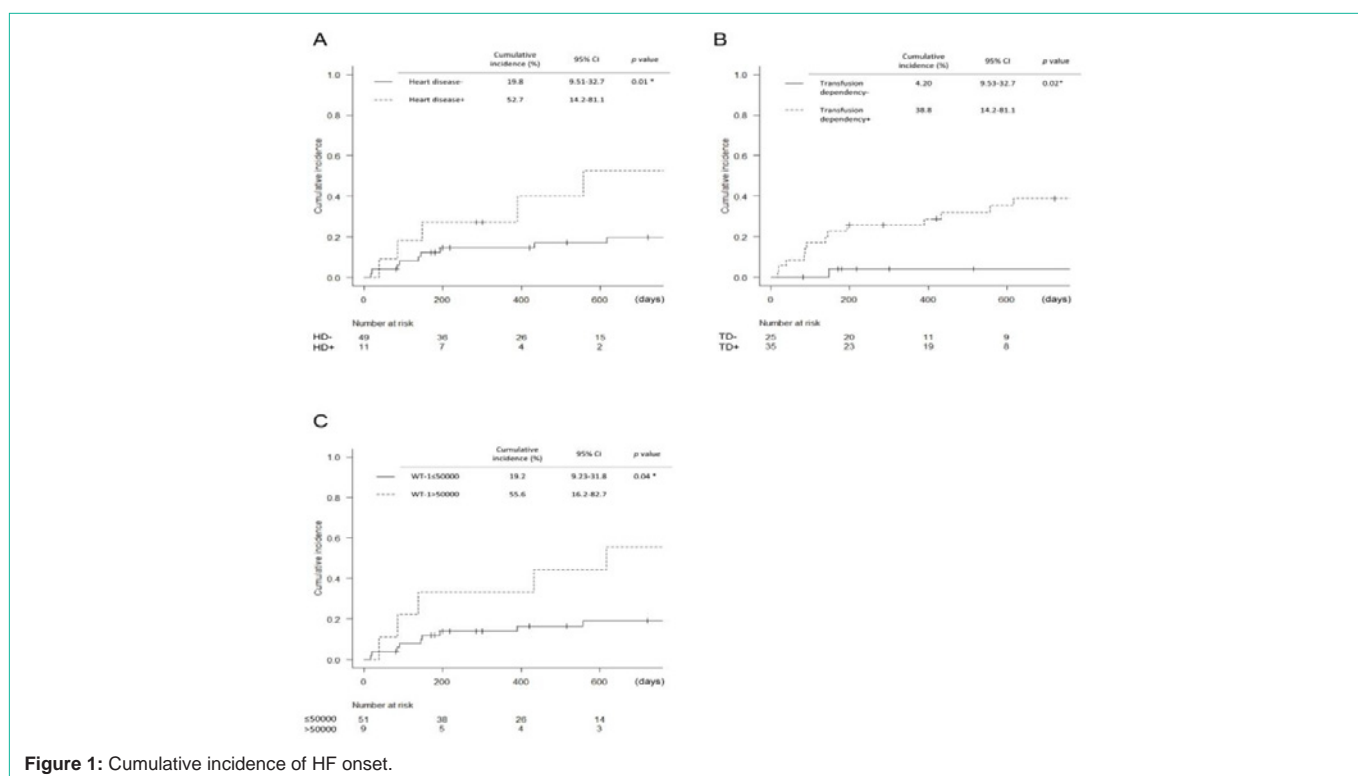 A
Cumulative incidence (%) 95% CI p value
Heart disease- 19.8 9.51-32.7 0.01 *
Heart disease+ 52.7 14.2-81.1
Cumulative incidence
1.0
0.8
0.6
0.4
0.2
0.0
0 200 400 600 (days)
Number at risk
HD- 49 36 26 15
HD+ 11 7 4 2
B
Cumulative incidence (%) 95% CI p value
Transfusion dependency- 4.20 9.53-32.7 0.02*
Transfusion dependency+ 38.8 14.2-81.1
Cumulative incidence
1.0
0.8
0.6
0.4
0.2
0.0
0 200 400 600 (days)
Number at risk
TD- 25 20 11 9
TD+ 35 23 19 8
C
Cumulative incidence (%) 95% CI p value
WT-1≤50000 19.2 9.23-31.8 0.04 *
WT-1>50000 55.6 16.2-82.7
Cumulative incidence
1.0
0.8
0.6
0.4
0.2
0.0
0 200 400 600 (days)
Number at risk
≤50000 51 38 26 14
>50000 9 5 4 3
Figure 1: Cumulative incidence of HF onset.